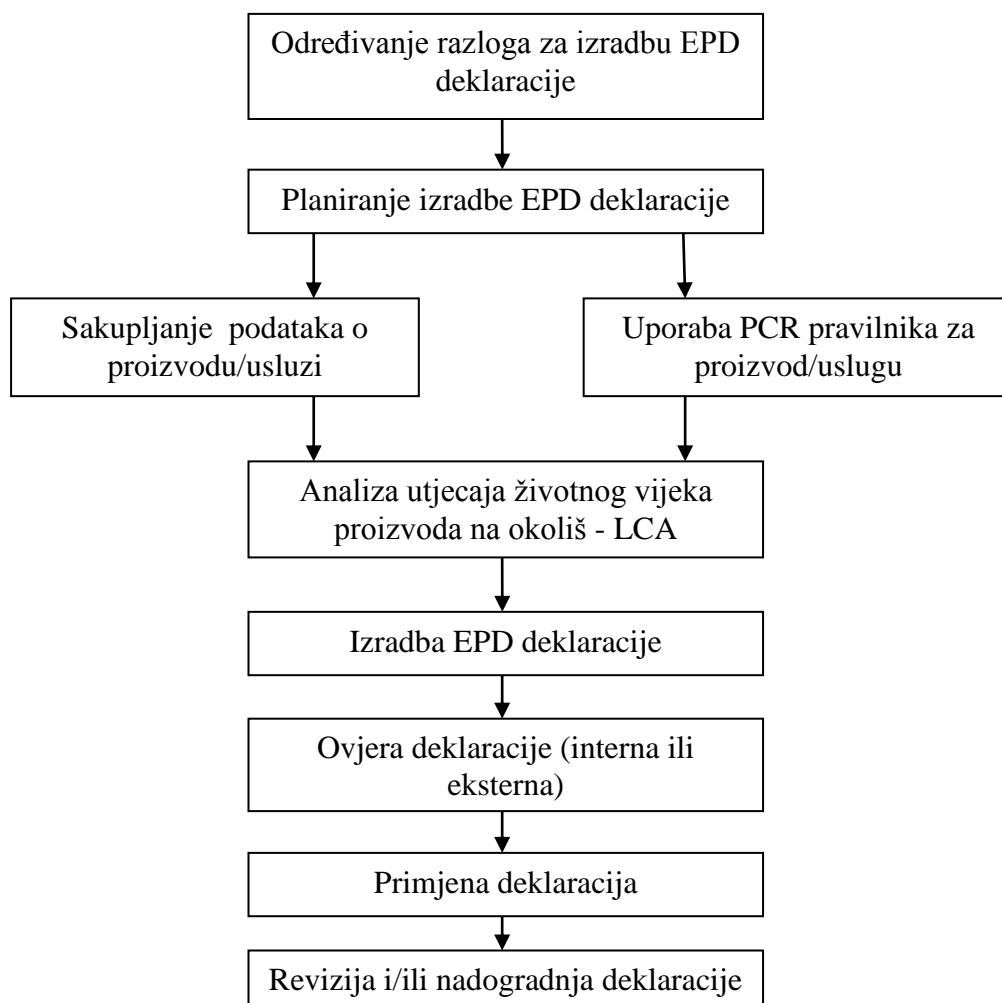 Određivanje razloga za izradbu EPD
deklaracije
Planiranje izradbe EPD deklaracije
Sakupljanje  podataka o
proizvodu/usluzi
Uporaba PCR pravilnika za
proizvod/uslugu
Analiza utjecaja životnog vijeka
proizvoda na okoliš - LCA
Izradba EPD deklaracije
Ovjera deklaracije (interna ili
eksterna)
Primjena deklaracija
Revizija i/ili nadogradnja deklaracije